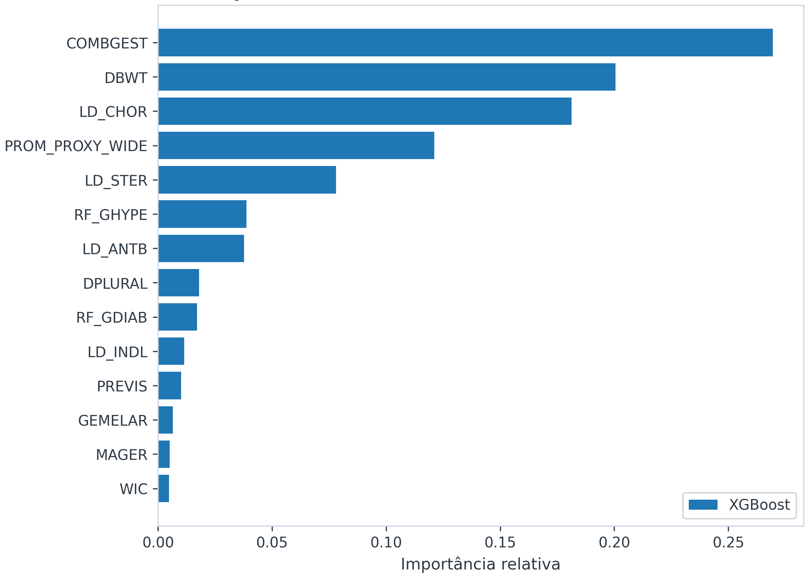 COMBGEST
DBWT
LD_CHOR
PROM_PROXY_WIDE
LD_STER
RF_GHYPE
LD_ANTB
DPLURAL
RF_GDIAB
LD_INDL
PREVIS
GEMELAR
MAGER
WIC
XGBoost
0.00 0.05 0.10 0.15 0.20 0.25
Importância relativa